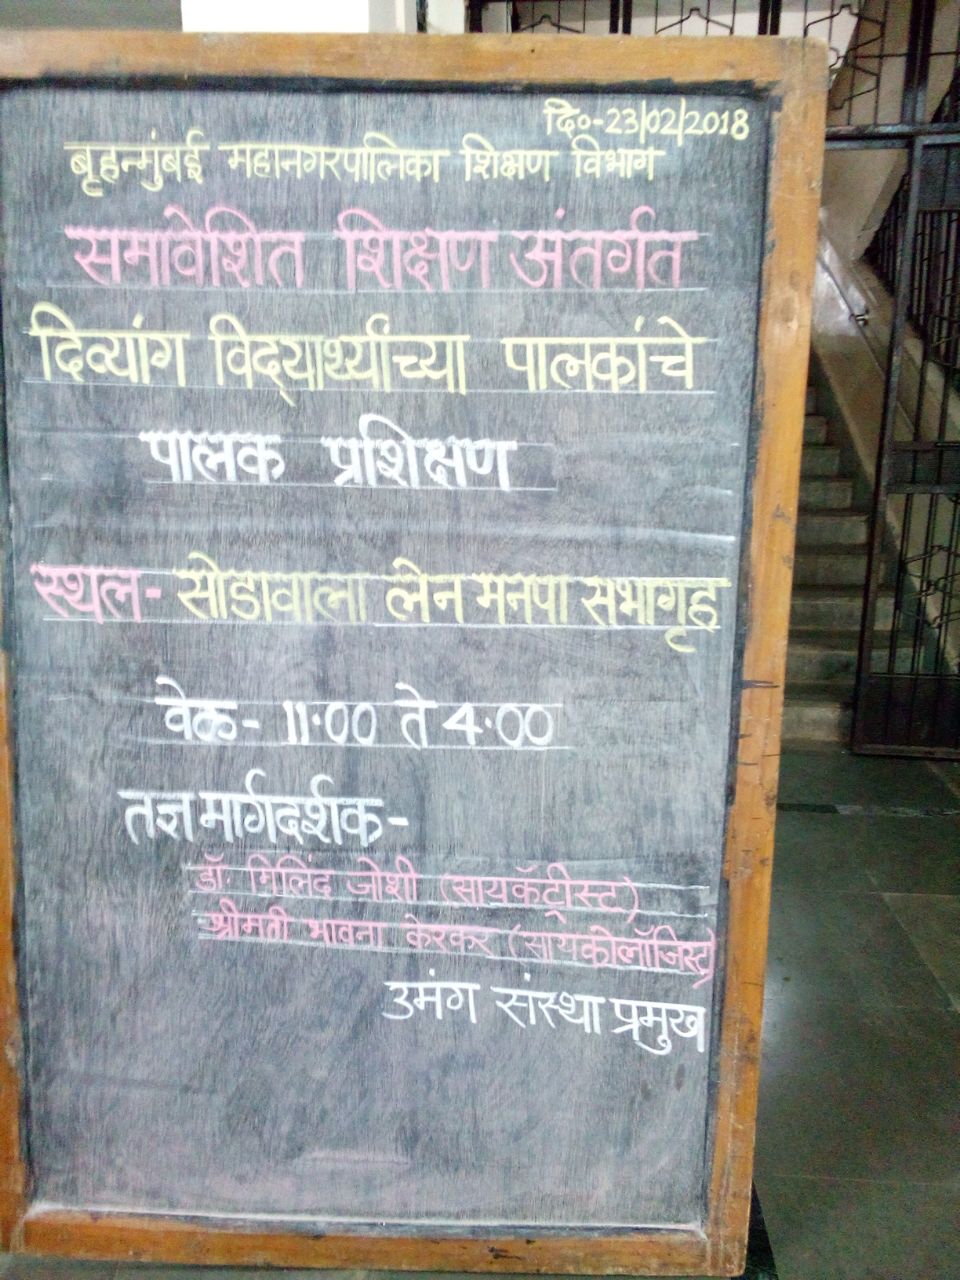 दि०-23/02/2018
बृहन्मुंबई महानगरपालिका शिक्षण विभाग
समावेशित शिक्षण अंतर्गत
दिव्यांग विद्यार्थ्यांच्या पालकांचे
पालक प्रशिक्षण
स्थल- सोडावाला लेन मनपा सभागृह
वेळ- 11.00 ते 4.00
तज्ञ मार्गदर्शक-
डॉ. मिलिंद जोशी (सायकॅट्रीस्ट)
श्रीमती भावना केरकर (सायकोलॉजिस्ट)
उमंग संस्था प्रमुख